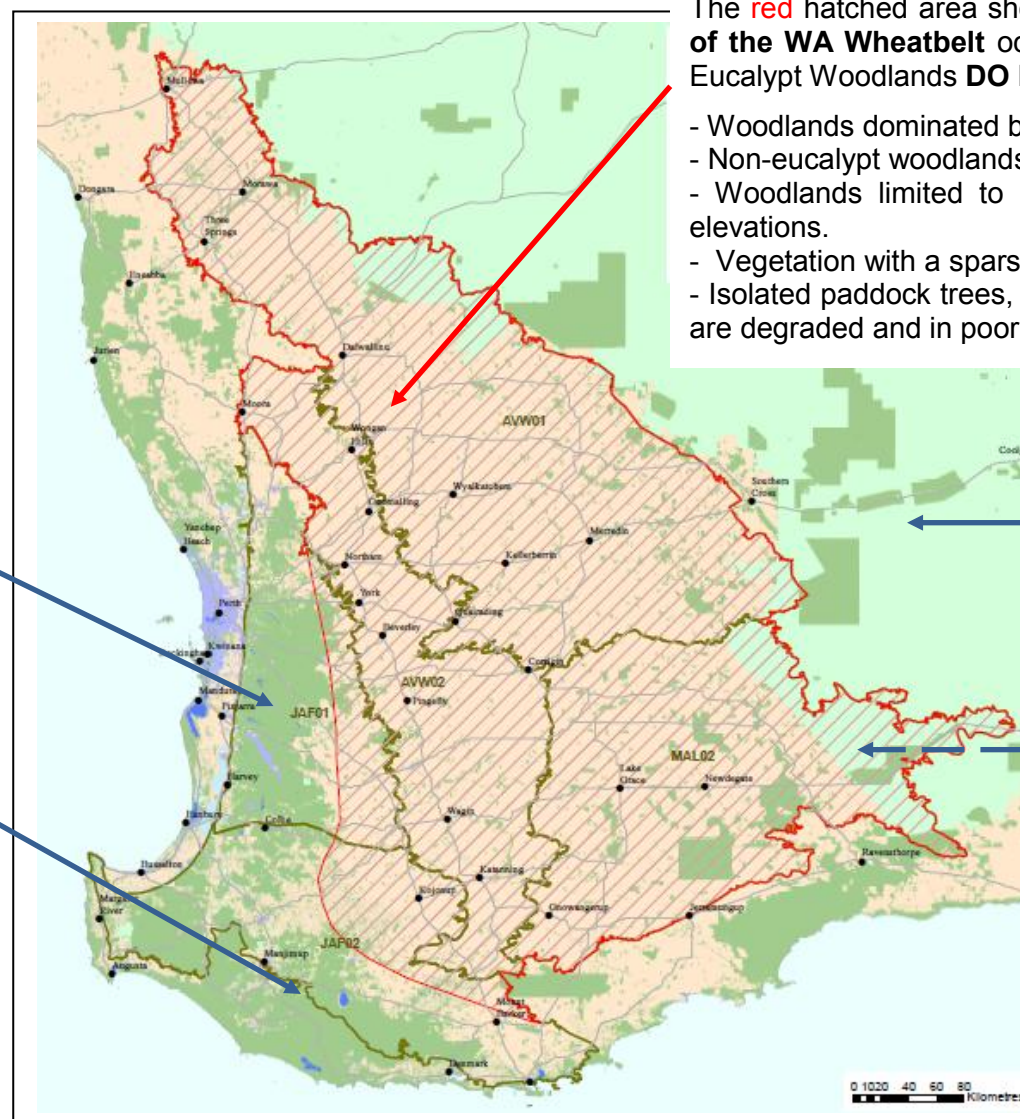 The red hatched area sh
of the WA Wheatbelt oc
Eucalypt Woodlands DO
- Woodlands dominated b
- Non-eucalypt woodlands
- Woodlands limited to
elevations.
- Vegetation with a spars
- Isolated paddock trees,
are degraded and in poor
Mullewa
Dongara
Morawa
Three
Springs
Eneabba
Jurien
Dalwallinu
Moora
Wongan
Hills
AVW01
Southern
Cross
Cool
Wyalkatchem
Goomalling
Merredin
Yanchep
Beach
Northam
Kellerberrin
York
Perth
Quairading
Beverley
Kwinana
Rockingham
Corrigin
Mandurah
Pinjarra
JAF01
AVW02
Pingelly
MAL02
Lake
Grace
Newdegate
Harvey
Bunbury
Collie
Wagin
Ravensthorpe
Busselton
Katanning
Margaret
River
Kojonup
Gnowangerup
Jerramungup
JAF02
Manjimup
Augusta
Mount
Barker
Denmark
0 1020 40 60 80
Kilometres